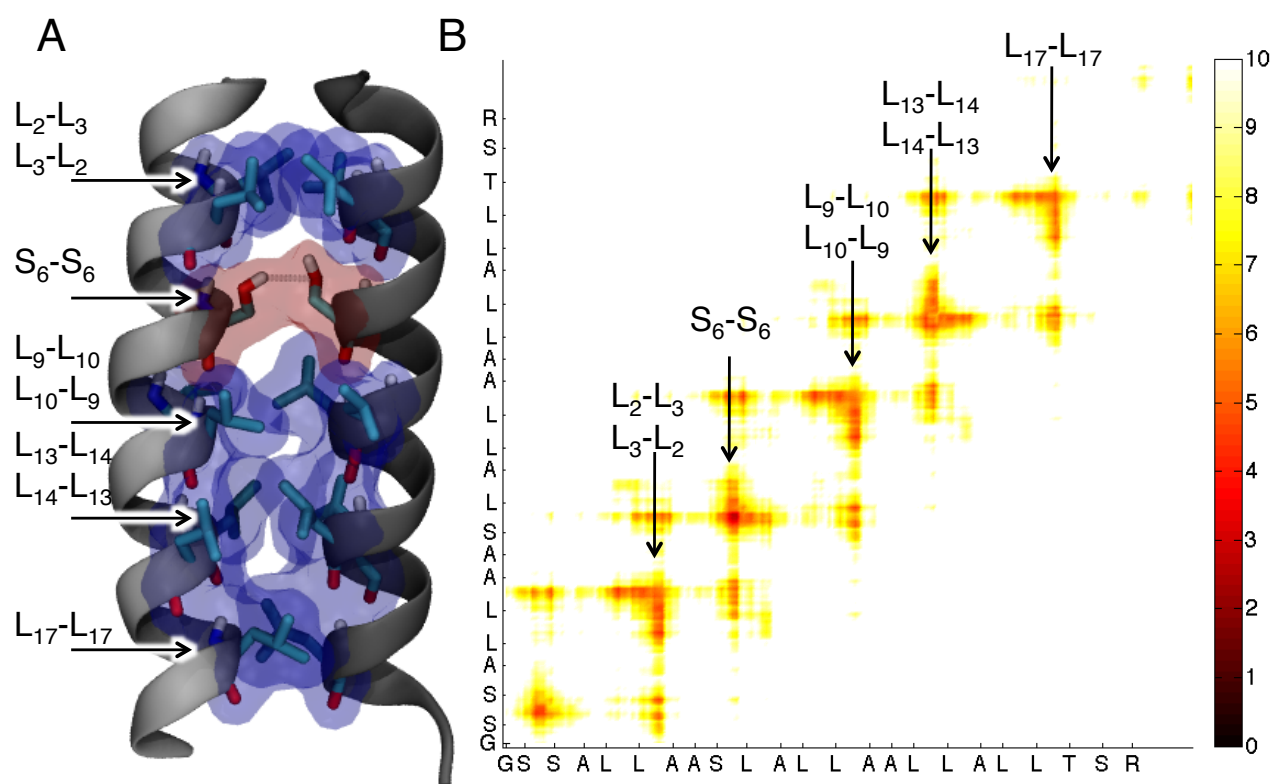 A
L2-L3
L3-L2
S6-S6
L9-L10
L10-L9
L13-L14
L14-L13
L17-L17
B
L17-L17
L13-L14
L14-L13
L9-L10
L10-L9
S6-S6
L2-L3
L3-L2
R
S
T
L
L
A
L
L
A
A
L
L
A
L
S
A
A
L
L
A
S
S
G
G S S A L L A A S L A L L A A L L A L L T S R
10
9
8
7
6
5
4
3
2
1
0